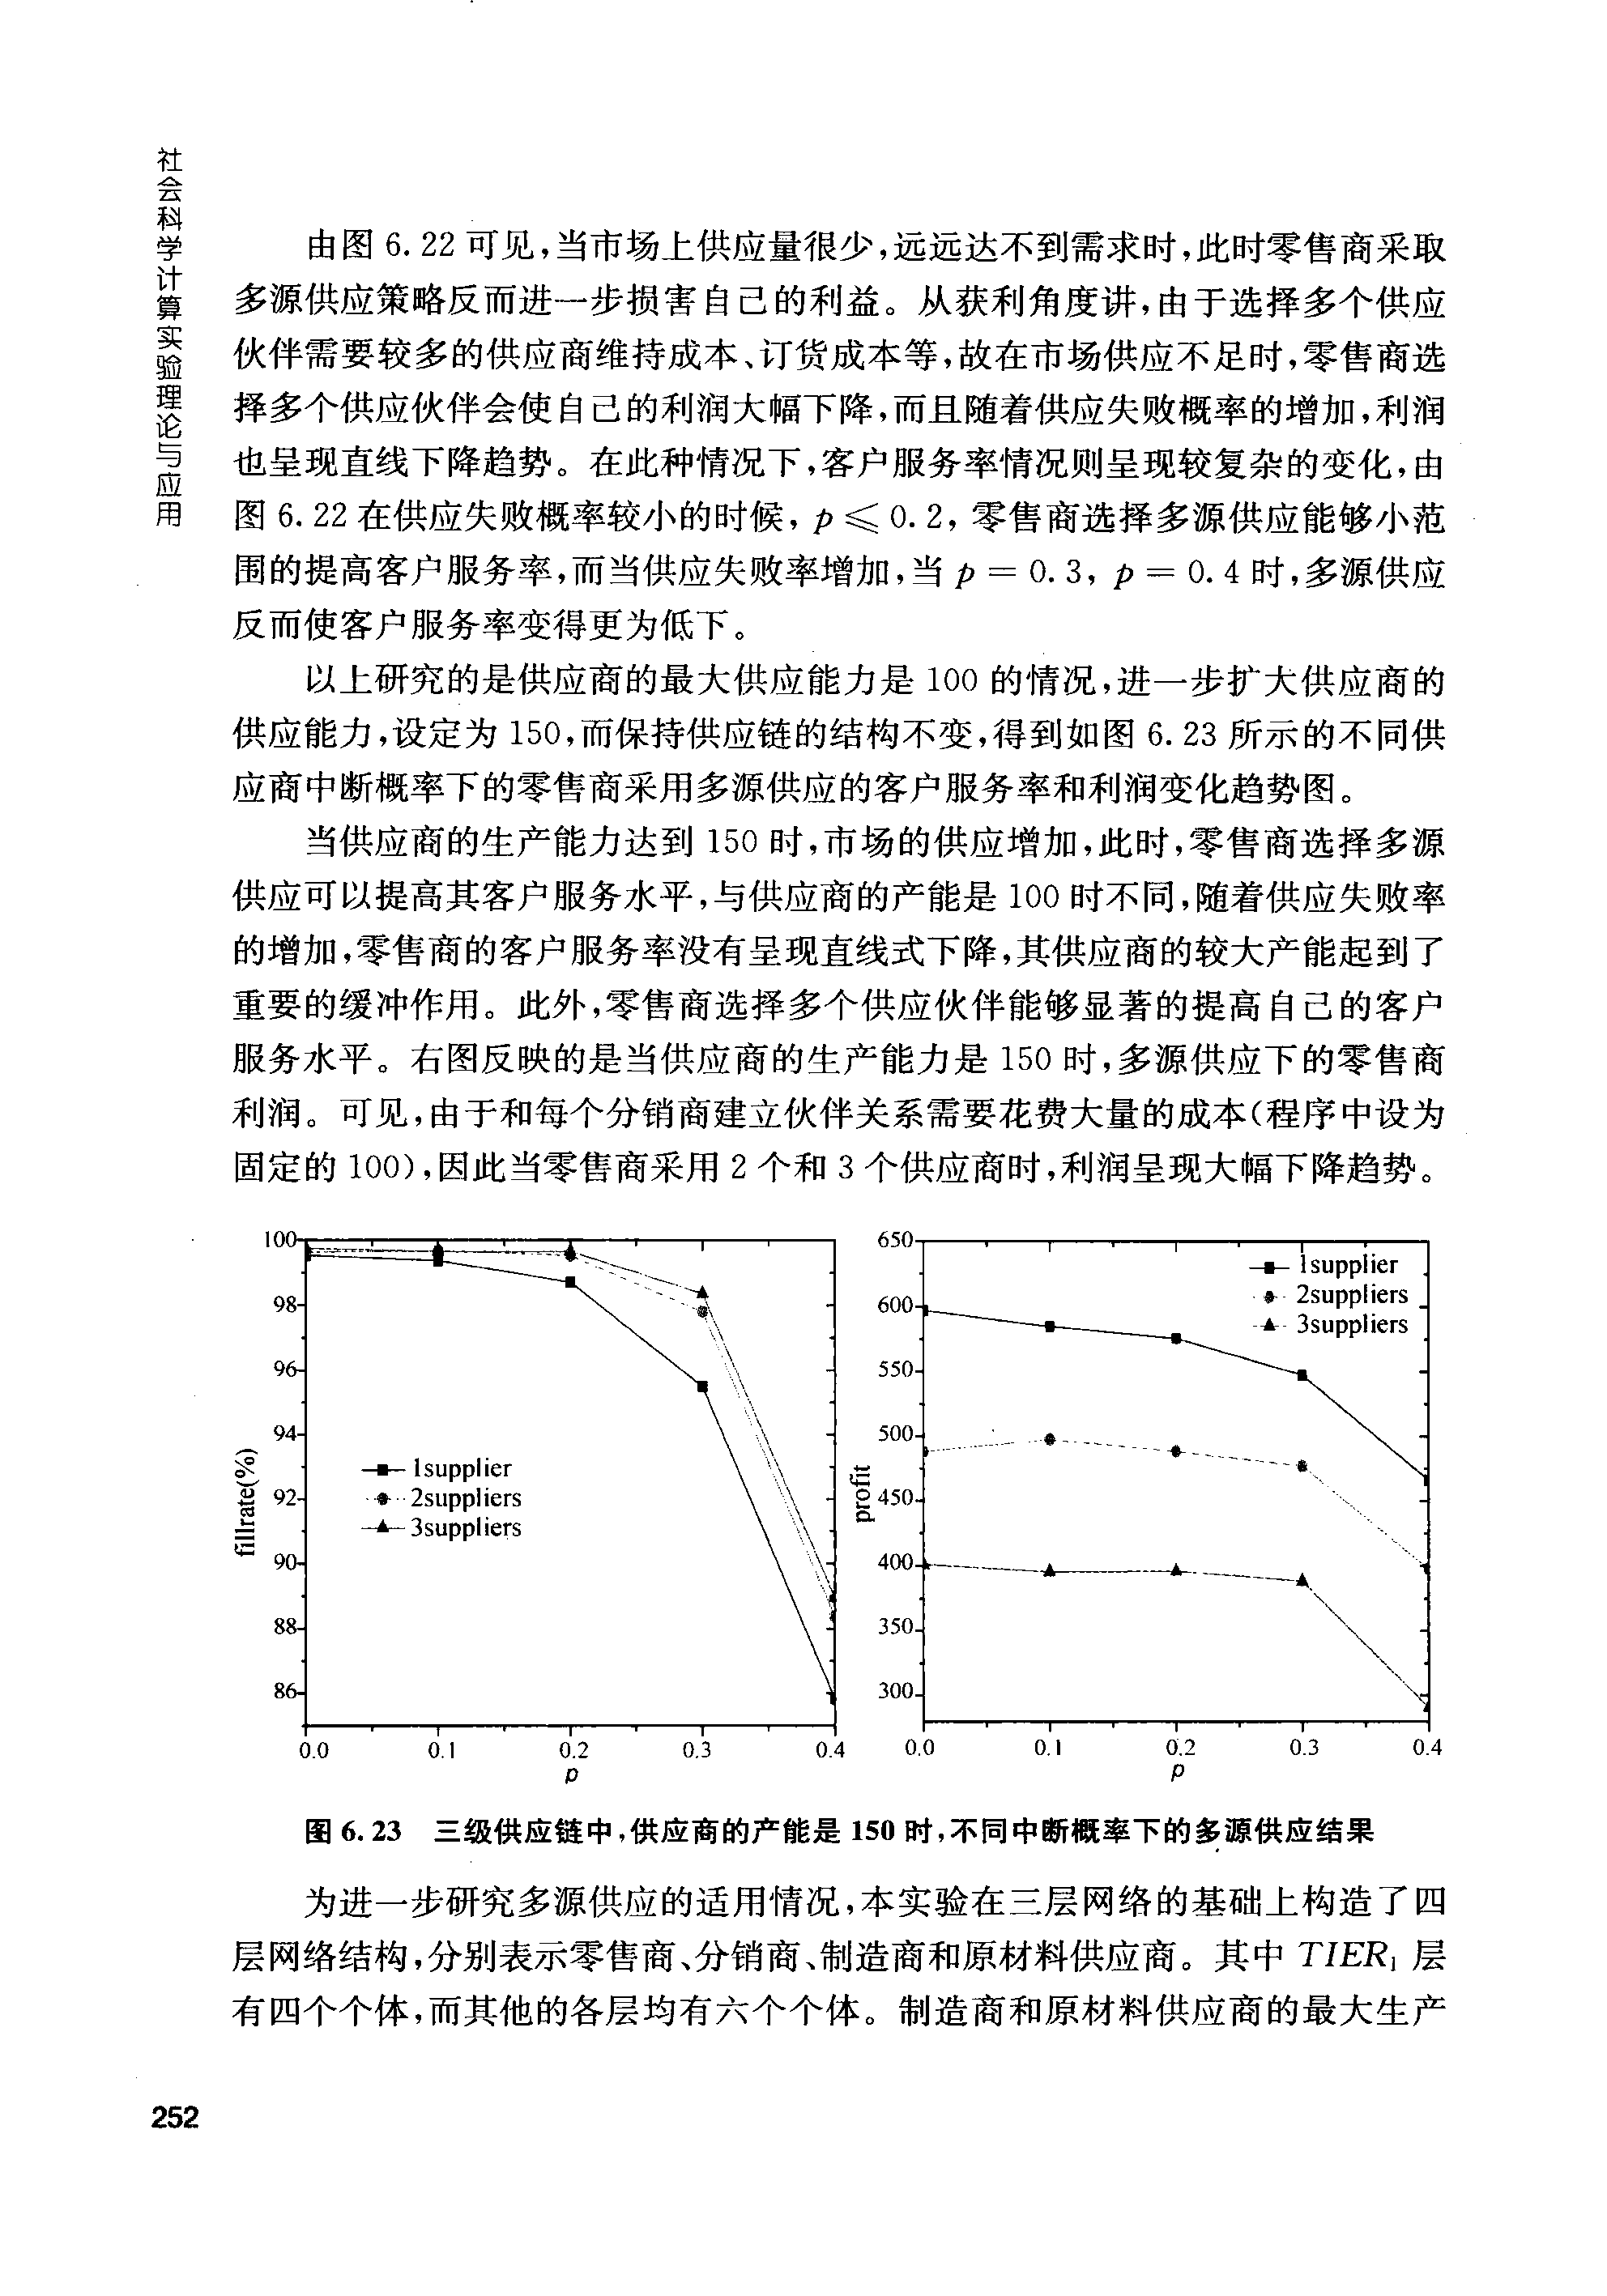 社会科学计算实验理论与应用
由图 6.22 可见,当市场上供应量很少,远远达不到需求时,此时零售商采取
多源供应策略反而进一步损害自己的利益。从获利角度讲,由于选择多个供应
伙伴需要较多的供应商维持成本、订货成本等,故在市场供应不足时,零售商选
择多个供应伙伴会使自己的利润大幅下降,而且随着供应失败概率的增加,利润
也呈现直线下降趋势。在此种情况下,客户服务率情况则呈现较复杂的变化,由
图 6.22 在供应失败概率较小的时候, p ⩽ 0.2, 零售商选择多源供应能够小范
围的提高客户服务率,而当供应失败率增加,当 p = 0.3, p = 0.4 时,多源供应
反而使客户服务率变得更为低下。
以上研究的是供应商的最大供应能力是 100 的情况,进一步扩大供应商的
供应能力,设定为 150,而保持供应链的结构不变,得到如图 6.23 所示的不同供
应商中断概率下的零售商采用多源供应的客户服务率和利润变化趋势图。
当供应商的生产能力达到 150 时,市场的供应增加,此时,零售商选择多源
供应可以提高其客户服务水平,与供应商的产能是 100 时不同,随着供应失败率
的增加,零售商的客户服务率没有呈现直线式下降,其供应商的较大产能起到了
重要的缓冲作用。此外,零售商选择多个供应伙伴能够显著的提高自己的客户
服务水平。右图反映的是当供应商的生产能力是 150 时,多源供应下的零售商
利润。可见,由于和每个分销商建立伙伴关系需要花费大量的成本(程序中设为
固定的 100),因此当零售商采用 2 个和 3 个供应商时,利润呈现大幅下降趋势。
100
98
96
94
92
90
88
86
fillrate(%)
1supplier
2suppliers
3suppliers
0.0 0.1 0.2 0.3 0.4
p
650
600
550
500
450
400
350
300
profit
1supplier
2suppliers
3suppliers
0.0 0.1 0.2 0.3 0.4
p
图 6.23 三级供应链中,供应商的产能是 150 时,不同中断概率下的多源供应结果
为进一步研究多源供应的适用情况,本实验在三层网络的基础上构造了四
层网络结构,分别表示零售商、分销商、制造商和原材料供应商。其中 TIER₁ 层
有四个个体,而其他的各层均有六个个体。制造商和原材料供应商的最大生产
252